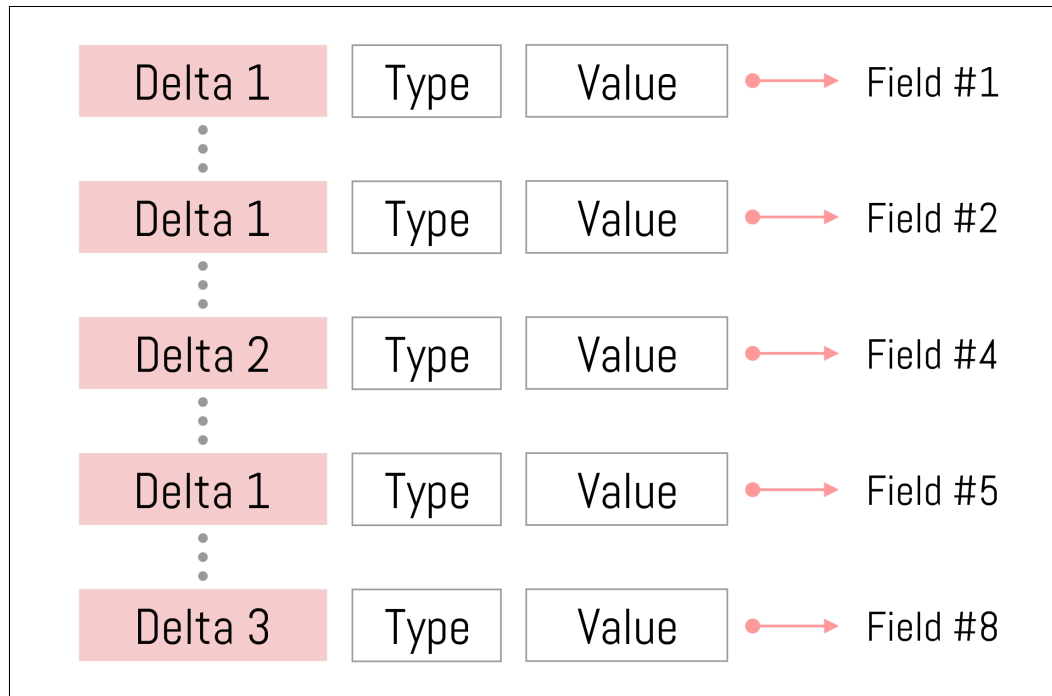 Delta 1 Type Value Field #1
Delta 1 Type Value Field #2
Delta 2 Type Value Field #4
Delta 1 Type Value Field #5
Delta 3 Type Value Field #8